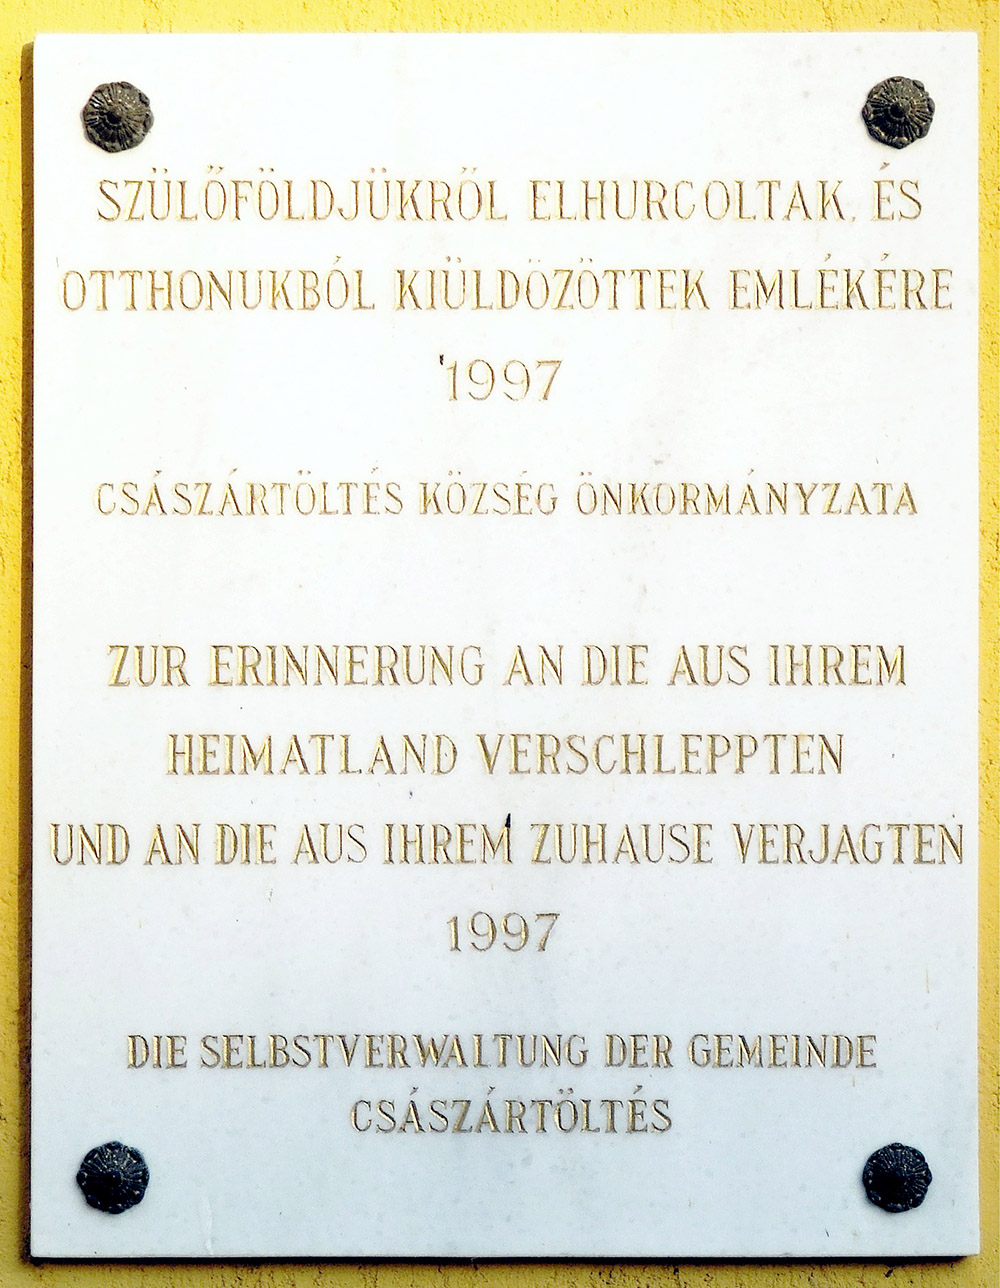 SZÜLŐFÖLDJÜKRŐL ELHURCOLTAK, ÉS
OTTHONUKBÓL KIÜLDÖZÖTTEK EMLÉKÉRE
1997
CSÁSZÁRTÖLTÉS KÖZSÉG ÖNKORMÁNYZATA
ZUR ERINNERUNG AN DIE AUS IHREM
HEIMATLAND VERSCHLEPPTEN
UND AN DIE AUS IHREM ZUHAUSE VERJAGTEN
1997
DIE SELBSTVERWALTUNG DER GEMEINDE
CSÁSZÁRTÖLTÉS